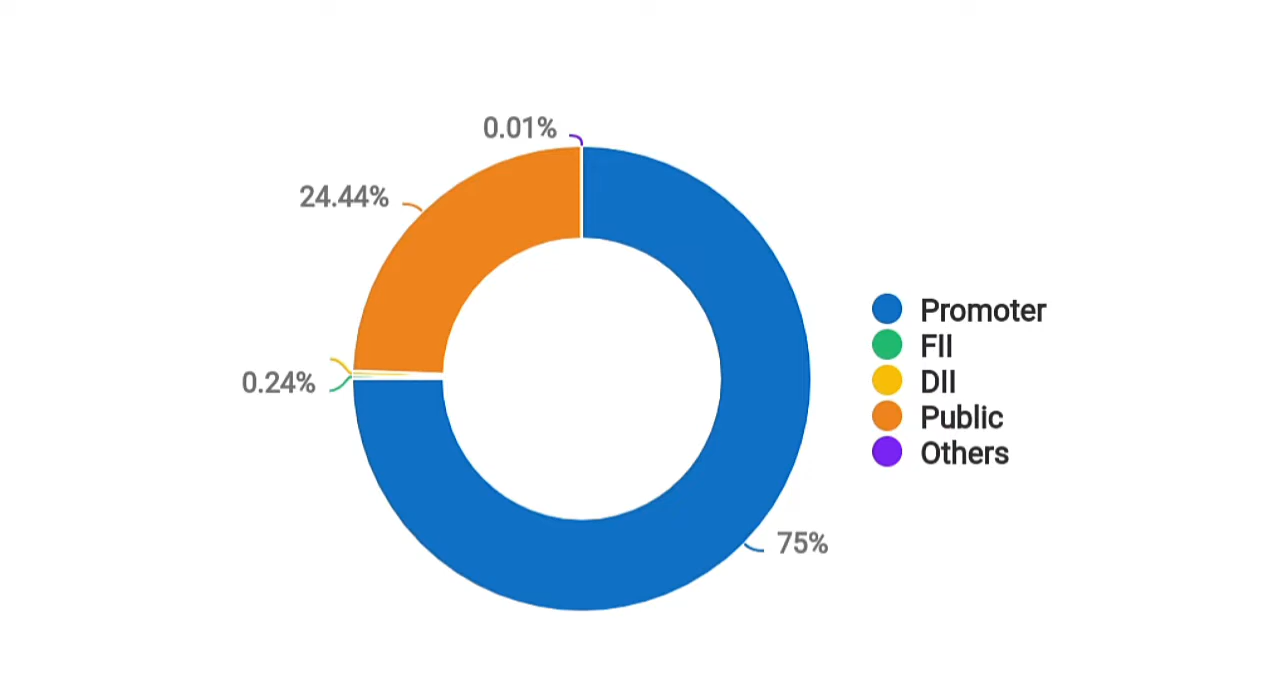 0.01%
24.44%
0.24%
75%
Promoter
FII
DII
Public
Others